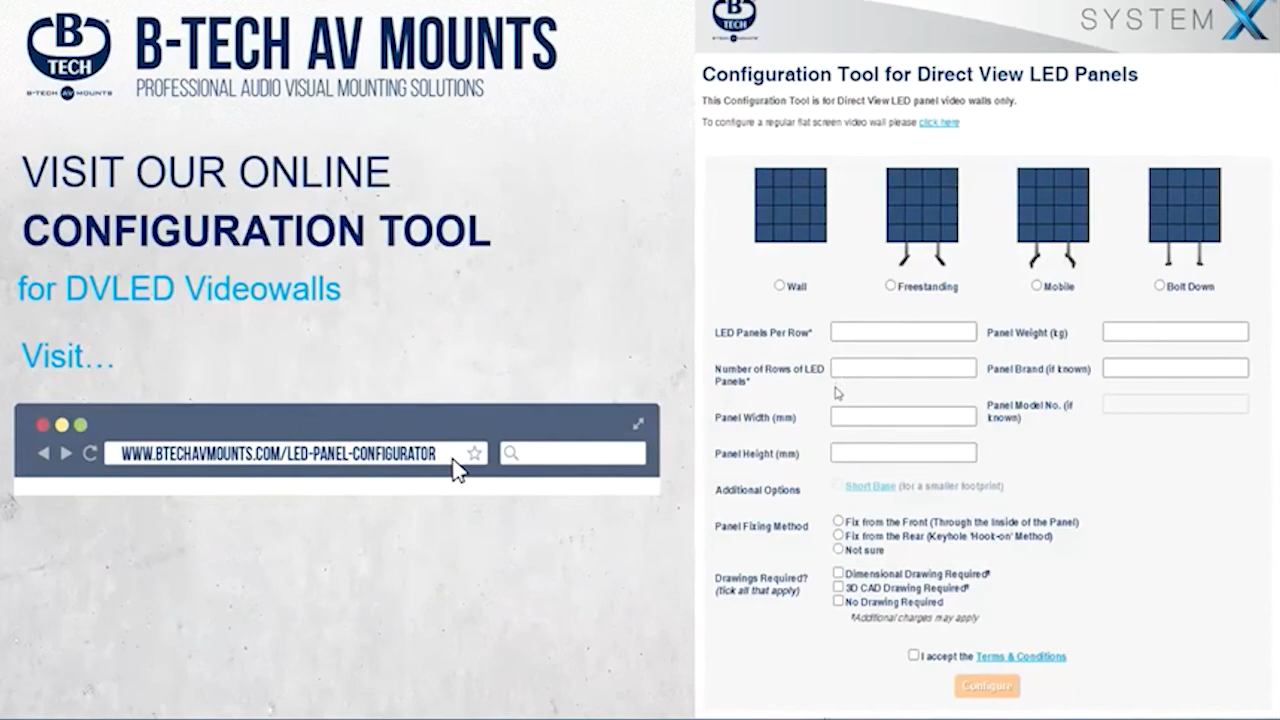 B
TECH
B-TECH AV MOUNTS
B-TECH AV MOUNTS
PROFESSIONAL AUDIO VISUAL MOUNTING SOLUTIONS
VISIT OUR ONLINE
CONFIGURATION TOOL
for DVLED Videowalls
Visit...
WWW.BTECHAVMOUNTS.COM/LED-PANEL-CONFIGURATOR
B
TECH
B-TECH AV MOUNTS
SYSTEM X
Configuration Tool for Direct View LED Panels
This Configuration Tool is for Direct View LED panel video walls only.
To configure a regular flat screen video wall please click here
Wall
Freestanding
Mobile
Bolt Down
LED Panels Per Row*
Panel Weight (kg)
Number of Rows of LED
Panels*
Panel Brand (if known)
Panel Width (mm)
Panel Model No. (if
known)
Panel Height (mm)
Additional Options
Short Base (for a smaller footprint)
Panel Fixing Method
Fix from the Front (Through the Inside of the Panel)
Fix from the Rear (Keyhole 'Hook-on' Method)
Not sure
Drawings Required?
(tick all that apply)
Dimensional Drawing Required*
3D CAD Drawing Required*
No Drawing Required
*Additional charges may apply
I accept the Terms & Conditions
Configure